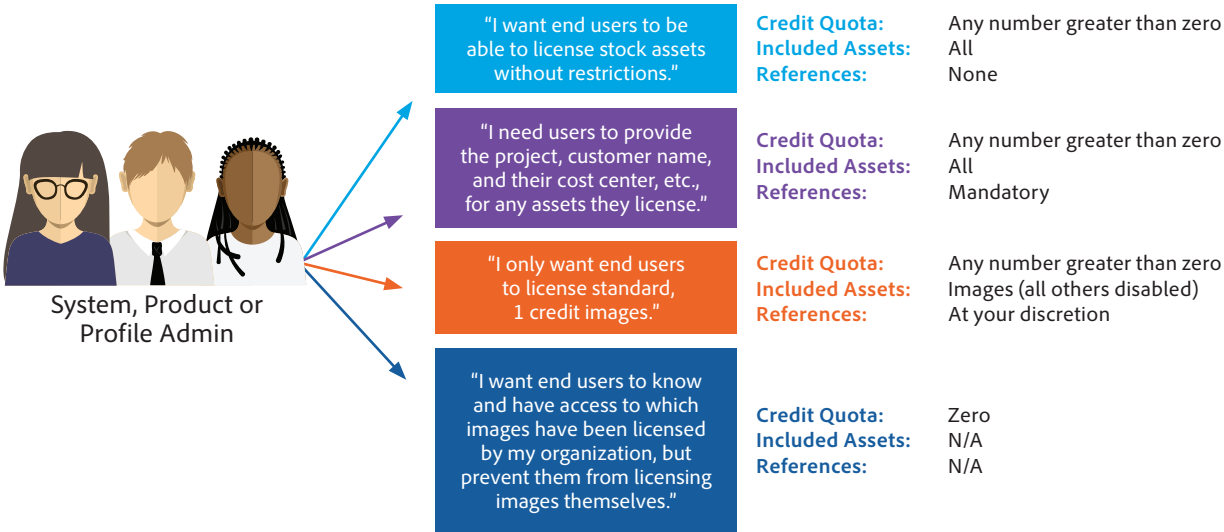 “I want end users to be
able to license stock assets
without restrictions.”
Credit Quota: Any number greater than zero
Included Assets: All
References: None
“I need users to provide
the project, customer name,
and their cost center, etc.,
for any assets they license.”
Credit Quota: Any number greater than zero
Included Assets: All
References: Mandatory
System, Product or
Profile Admin
“I only want end users
to license standard,
1 credit images.”
Credit Quota: Any number greater than zero
Included Assets: Images (all others disabled)
References: At your discretion
“I want end users to know
and have access to which
images have been licensed
by my organization, but
prevent them from licensing
images themselves.”
Credit Quota: Zero
Included Assets: N/A
References: N/A